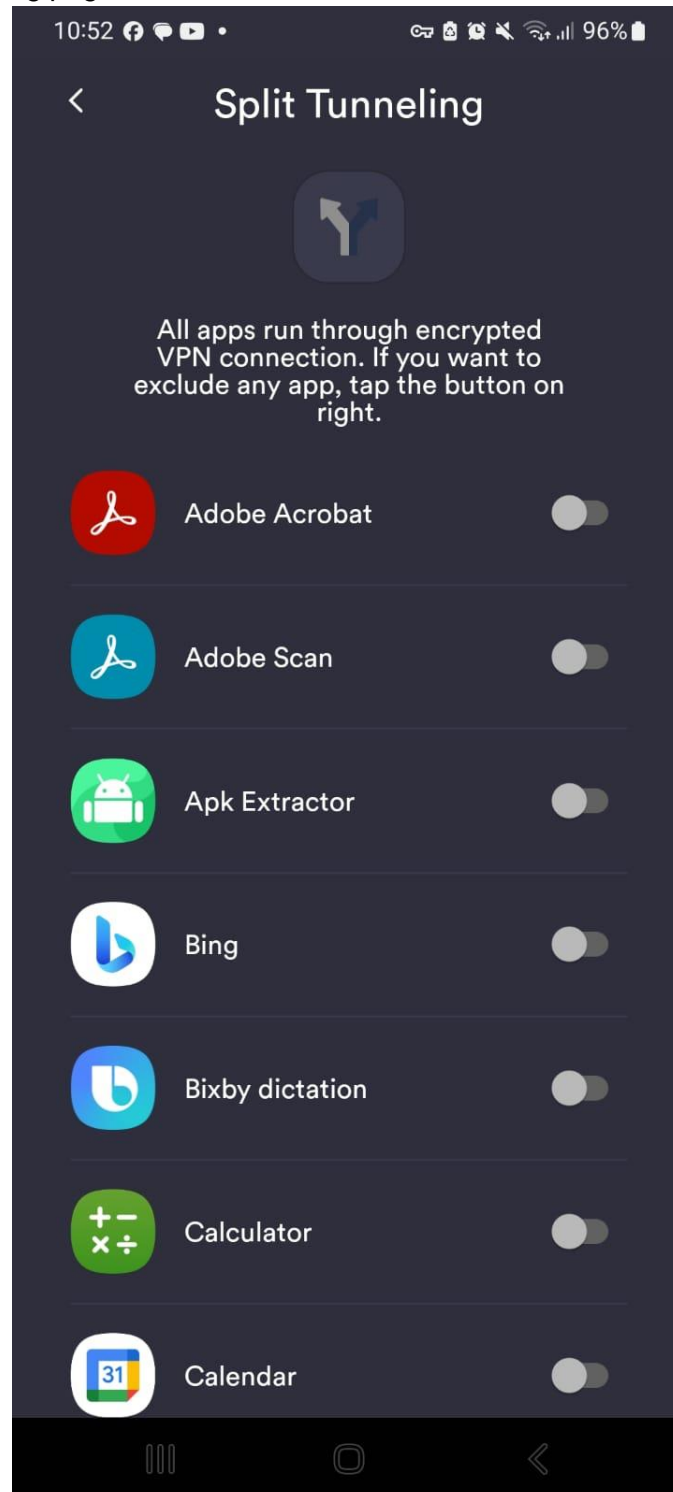 10:52 96%
Split Tunneling
All apps run through encrypted
VPN connection. If you want to
exclude any app, tap the button on
right.
Adobe Acrobat
Adobe Scan
Apk Extractor
Bing
Bixby dictation
Calculator
31 Calendar